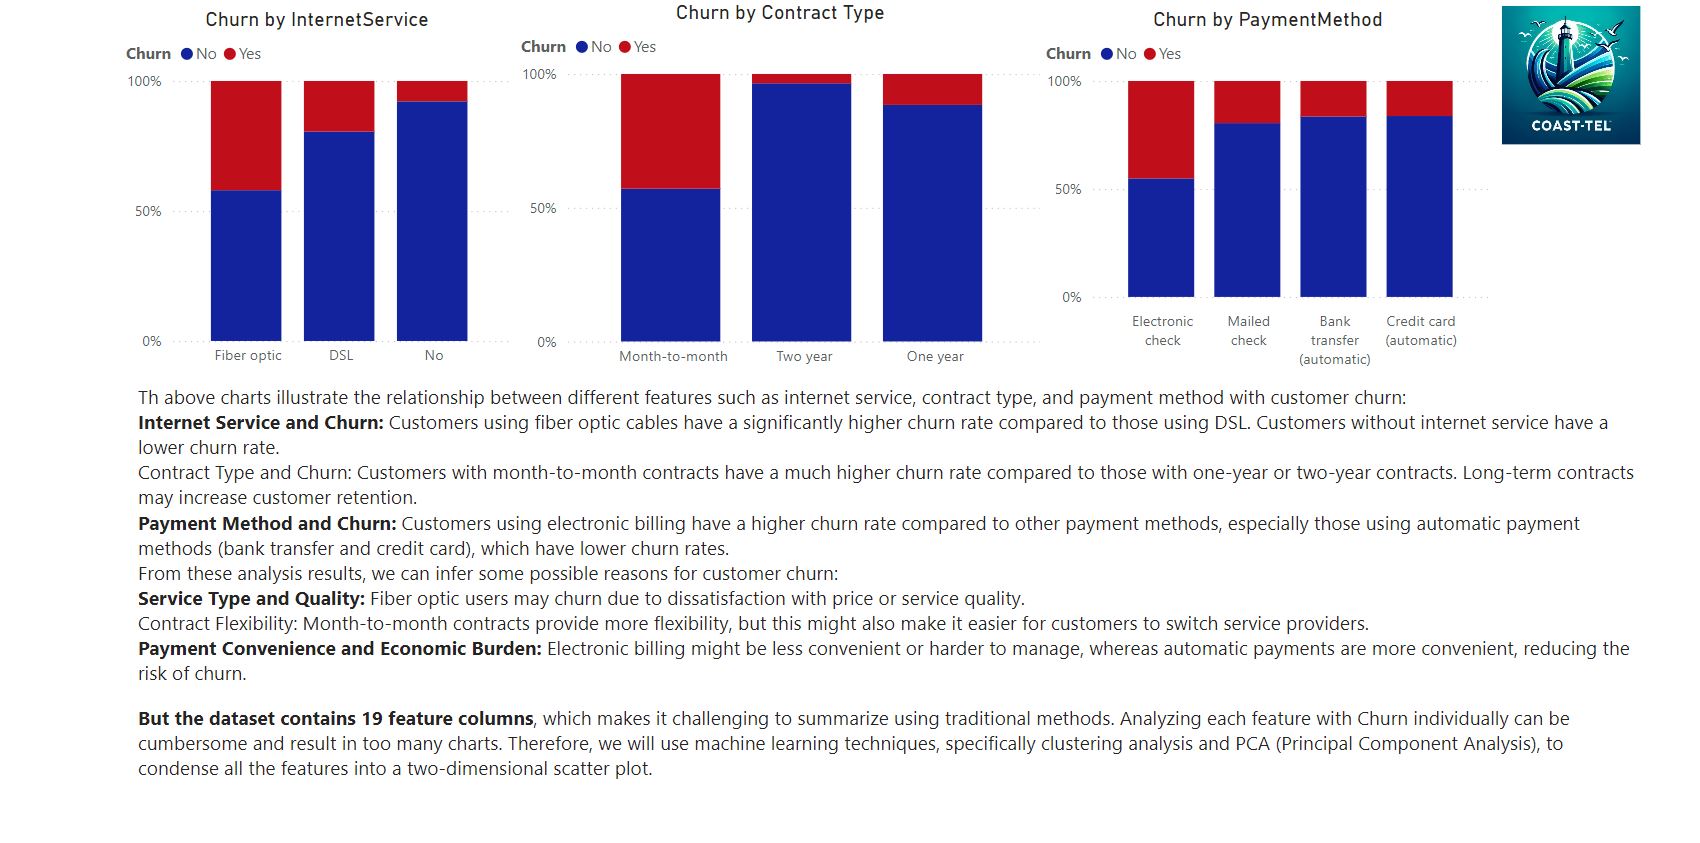 Churn by InternetService
Churn No Yes
100%
50%
0%
Fiber optic
DSL
No
Churn by Contract Type
Churn No Yes
100%
50%
0%
Month-to-month
Two year
One year
Churn by PaymentMethod
Churn No Yes
100%
50%
0%
Electronic
check
Mailed
check
Bank
transfer
(automatic)
Credit card
(automatic)
COAST-TEL
Th above charts illustrate the relationship between different features such as internet service, contract type, and payment method with customer churn:
Internet Service and Churn: Customers using fiber optic cables have a significantly higher churn rate compared to those using DSL. Customers without internet service have a
lower churn rate.
Contract Type and Churn: Customers with month-to-month contracts have a much higher churn rate compared to those with one-year or two-year contracts. Long-term contracts
may increase customer retention.
Payment Method and Churn: Customers using electronic billing have a higher churn rate compared to other payment methods, especially those using automatic payment
methods (bank transfer and credit card), which have lower churn rates.
From these analysis results, we can infer some possible reasons for customer churn:
Service Type and Quality: Fiber optic users may churn due to dissatisfaction with price or service quality.
Contract Flexibility: Month-to-month contracts provide more flexibility, but this might also make it easier for customers to switch service providers.
Payment Convenience and Economic Burden: Electronic billing might be less convenient or harder to manage, whereas automatic payments are more convenient, reducing the
risk of churn.
But the dataset contains 19 feature columns, which makes it challenging to summarize using traditional methods. Analyzing each feature with Churn individually can be
cumbersome and result in too many charts. Therefore, we will use machine learning techniques, specifically clustering analysis and PCA (Principal Component Analysis), to
condense all the features into a two-dimensional scatter plot.